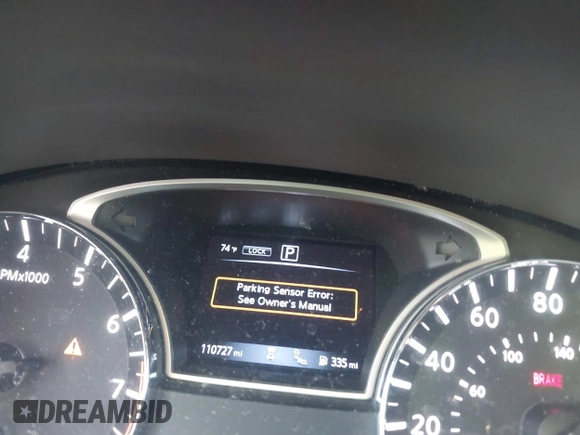 74 °F LOCK P
Parking Sensor Error:
See Owner's Manual
110727 mi 335 mi
4
5
6
7
PMx1000
80
60
40
20
140
100
60
BRAKE
DREAMBID